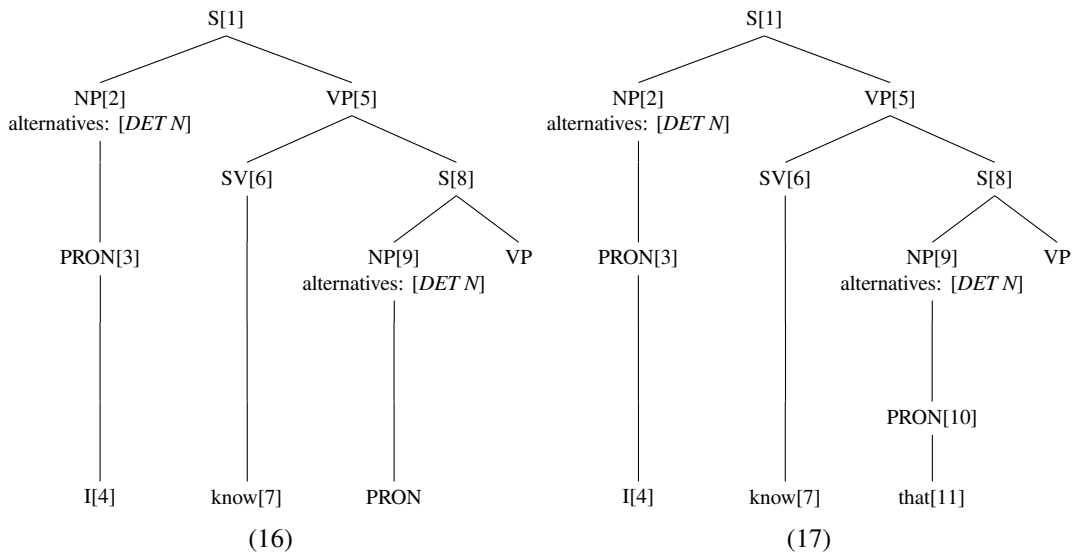 S[1] S[1]
NP[2] VP[5] NP[2] VP[5]
alternatives: [DET N] alternatives: [DET N]
SV[6] S[8] SV[6] S[8]
PRON[3] NP[9] VP PRON[3] NP[9] VP
alternatives: [DET N] alternatives: [DET N]
PRON[10]
I[4] know[7] PRON I[4] know[7] that[11]
(16) (17)